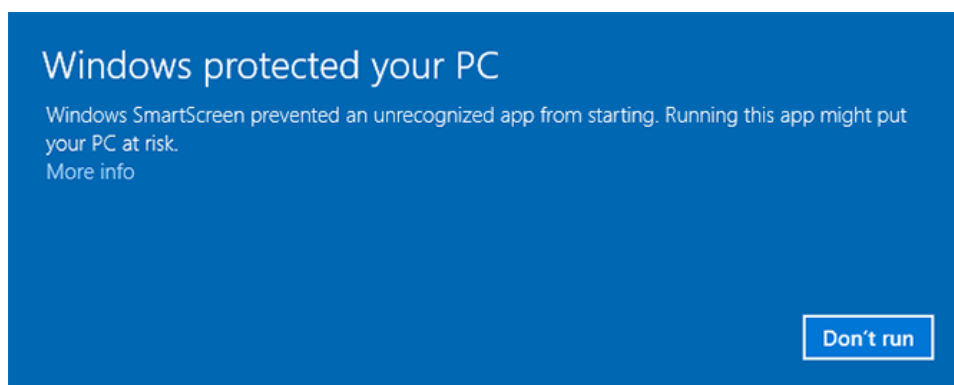 Windows protected your PC
Windows SmartScreen prevented an unrecognized app from starting. Running this app might put
your PC at risk.
More info
Don't run